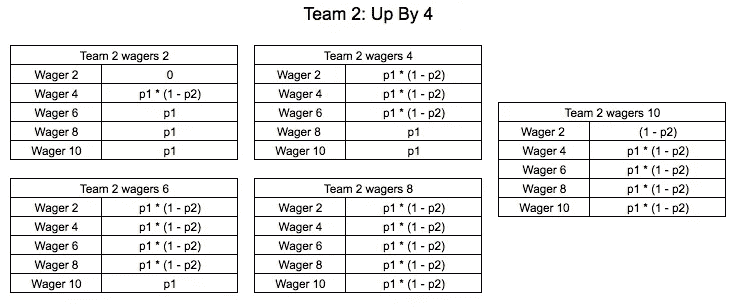 Team 2: Up By 4
Team 2 wagers 2
Wager 2 0
Wager 4 p1 * (1 - p2)
Wager 6 p1
Wager 8 p1
Wager 10 p1
Team 2 wagers 4
Wager 2 p1 * (1 - p2)
Wager 4 p1 * (1 - p2)
Wager 6 p1 * (1 - p2)
Wager 8 p1
Wager 10 p1
Team 2 wagers 6
Wager 2 p1 * (1 - p2)
Wager 4 p1 * (1 - p2)
Wager 6 p1 * (1 - p2)
Wager 8 p1 * (1 - p2)
Wager 10 p1
Team 2 wagers 8
Wager 2 p1 * (1 - p2)
Wager 4 p1 * (1 - p2)
Wager 6 p1 * (1 - p2)
Wager 8 p1 * (1 - p2)
Wager 10 p1 * (1 - p2)
Team 2 wagers 10
Wager 2 (1 - p2)
Wager 4 p1 * (1 - p2)
Wager 6 p1 * (1 - p2)
Wager 8 p1 * (1 - p2)
Wager 10 p1 * (1 - p2)